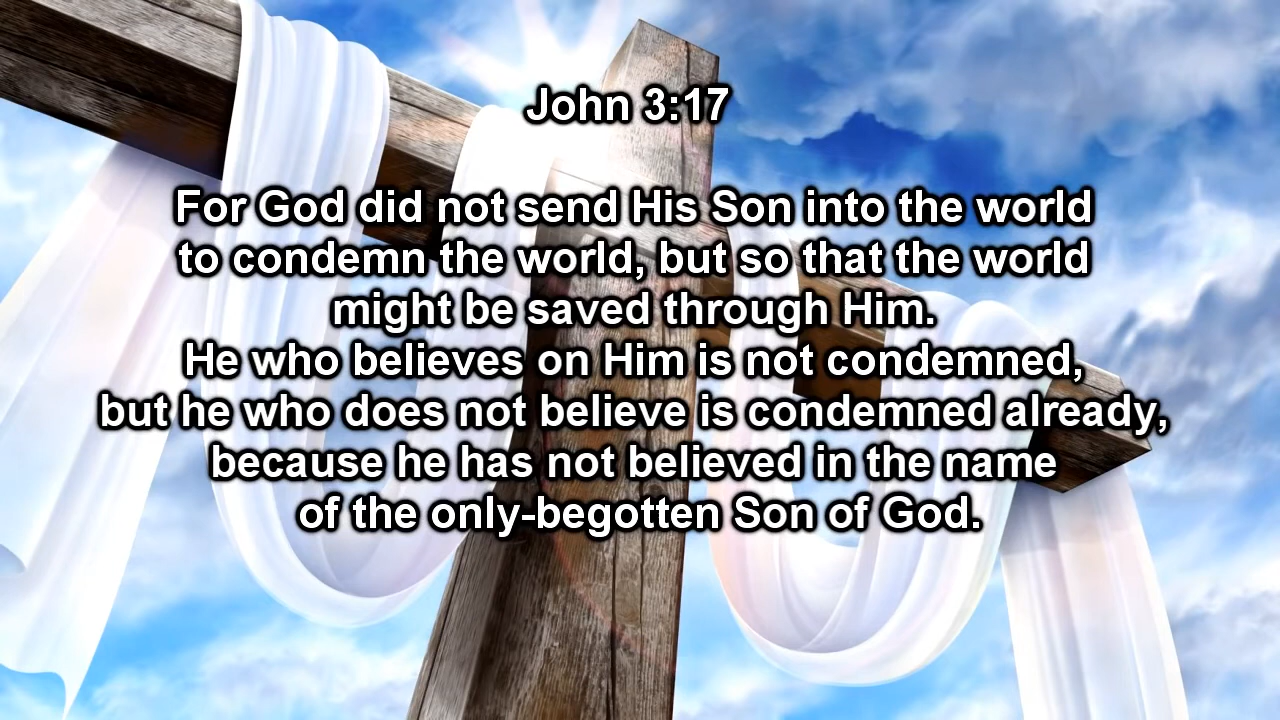 John 3:17
For God did not send His Son into the world
to condemn the world, but so that the world
might be saved through Him.
He who believes on Him is not condemned,
but he who does not believe is condemned already,
because he has not believed in the name
of the only-begotten Son of God.